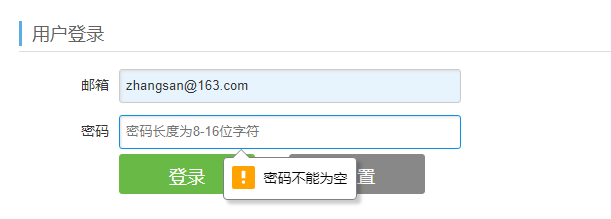 用户登录
邮箱 zhangsan@163.com
密码 密码长度为8-16位字符
登录 置
密码不能为空